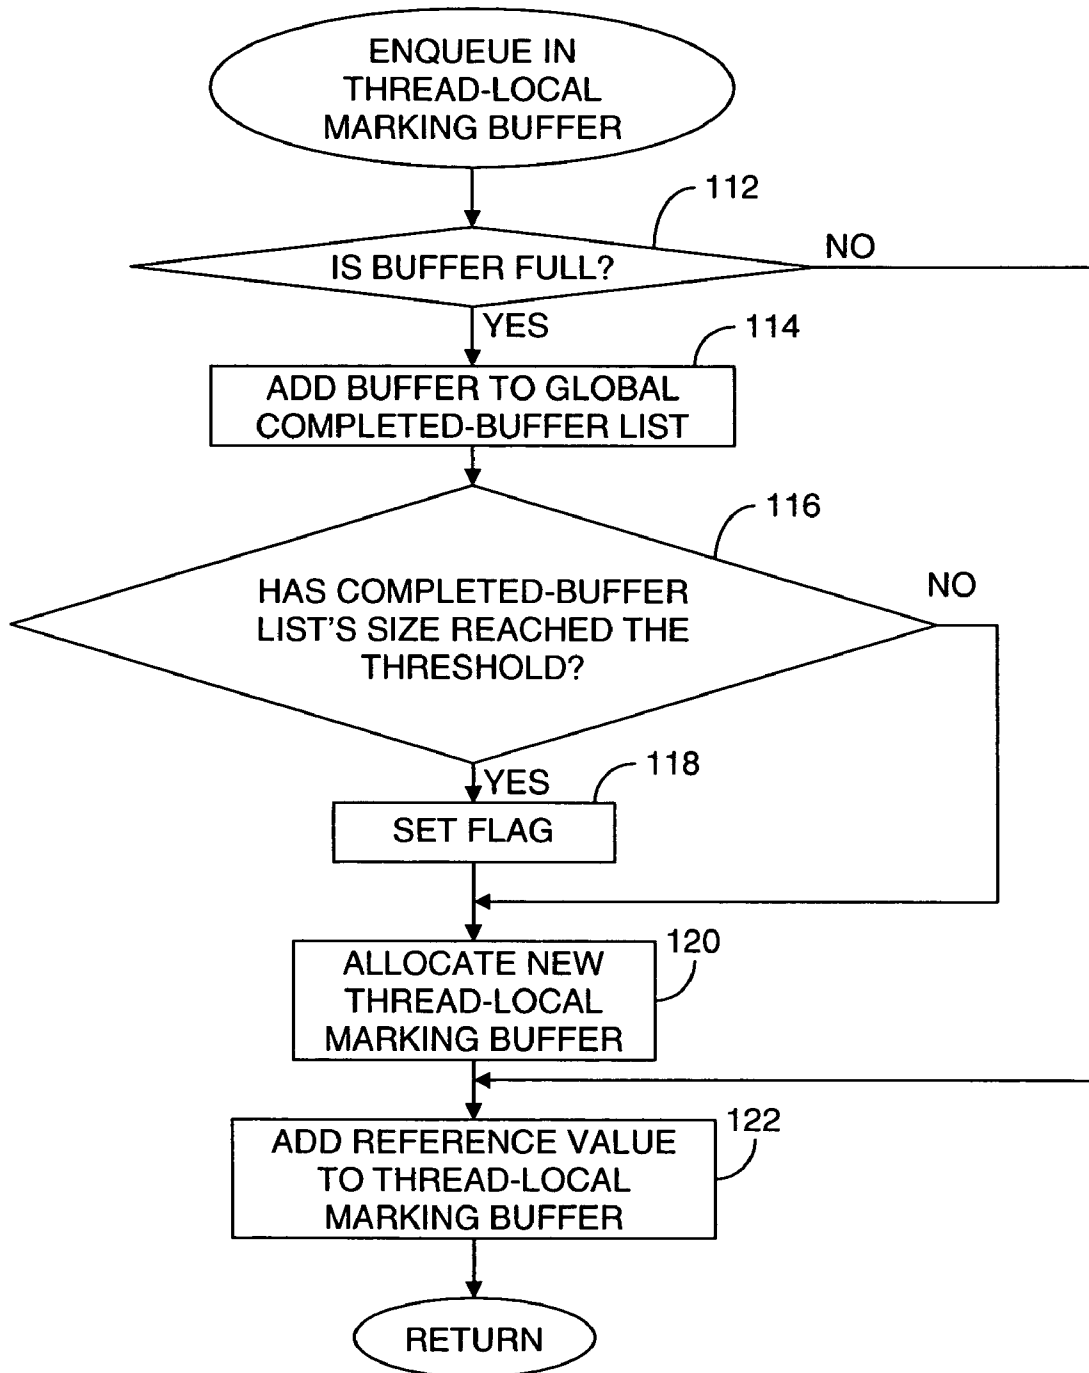 ENQUEUE IN
THREAD-LOCAL
MARKING BUFFER
112
IS BUFFER FULL?
NO
YES
114
ADD BUFFER TO GLOBAL
COMPLETED-BUFFER LIST
116
HAS COMPLETED-BUFFER
LIST'S SIZE REACHED THE
THRESHOLD?
NO
YES
118
SET FLAG
120
ALLOCATE NEW
THREAD-LOCAL
MARKING BUFFER
122
ADD REFERENCE VALUE
TO THREAD-LOCAL
MARKING BUFFER
RETURN